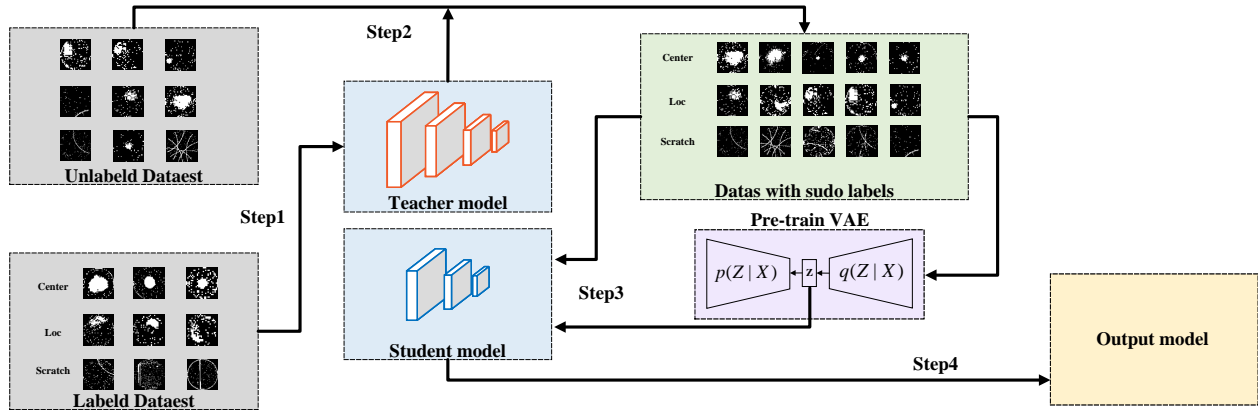 Step2
Unlabeld Dataest
Teacher model
Center
Loc
Scratch
Datas with sudo labels
Step1
Pre-train VAE
p(Z | X)
z
q(Z | X)
Step3
Student model
Center
Loc
Scratch
Labeld Dataest
Step4
Output model